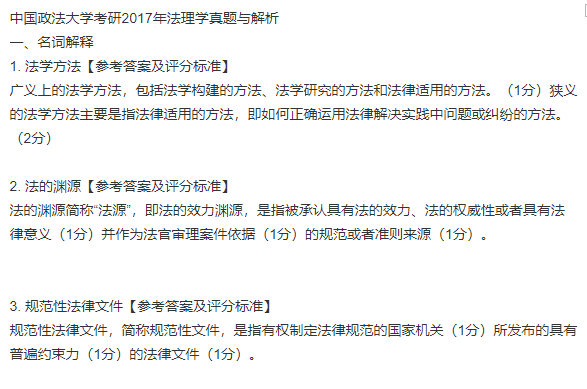 中国政法大学考研2017年法理学真题与解析
一、名词解释
1. 法学方法【参考答案及评分标准】
广义上的法学方法，包括法学构建的方法、法学研究的方法和法律适用的方法。（1分）狭义
的法学方法主要是指法律适用的方法，即如何正确运用法律解决实践中问题或纠纷的方法。
（2分）
2. 法的渊源【参考答案及评分标准】
法的渊源简称“法源”，即法的效力渊源，是指被承认具有法的效力、法的权威性或者具有法
律意义（1分）并作为法官审理案件依据（1分）的规范或者准则来源（1分）。
3. 规范性法律文件【参考答案及评分标准】
规范性法律文件，简称规范性文件，是指有权制定法律规范的国家机关（1分）所发布的具有
普遍约束力（1分）的法律文件（1分）。